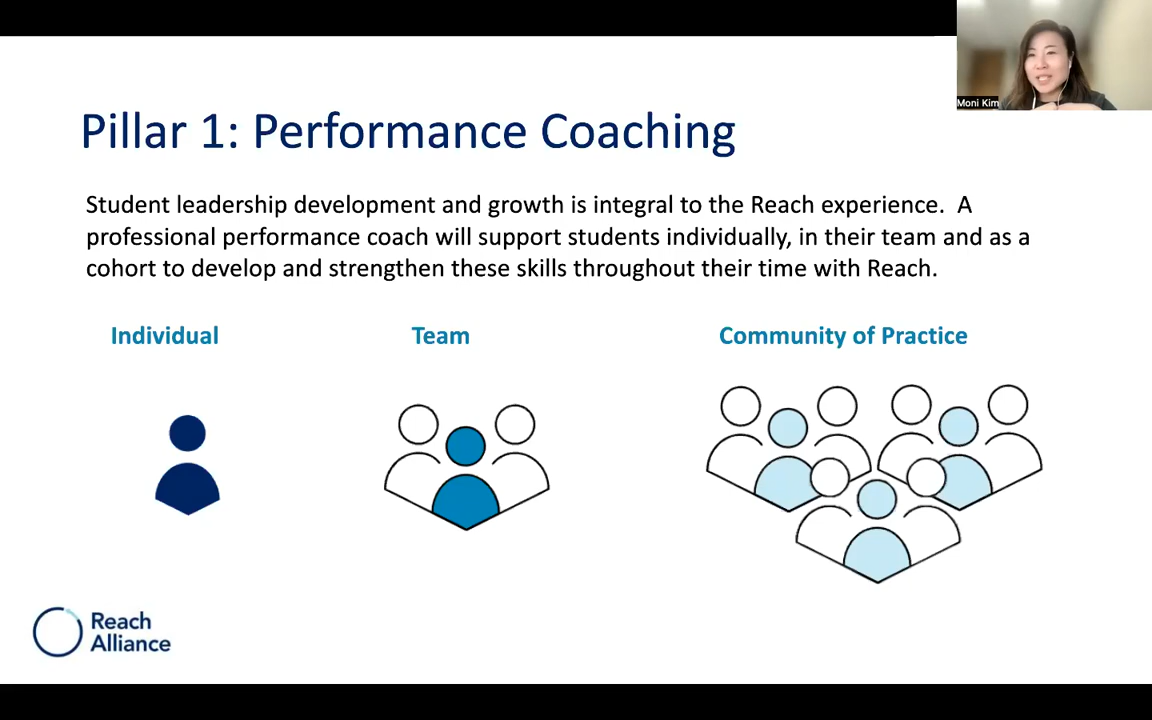 Moni Kim
Pillar 1: Performance Coaching
Student leadership development and growth is integral to the Reach experience.  A
professional performance coach will support students individually, in their team and as a
cohort to develop and strengthen these skills throughout their time with Reach.
Individual
Team
Community of Practice
Reach
Alliance